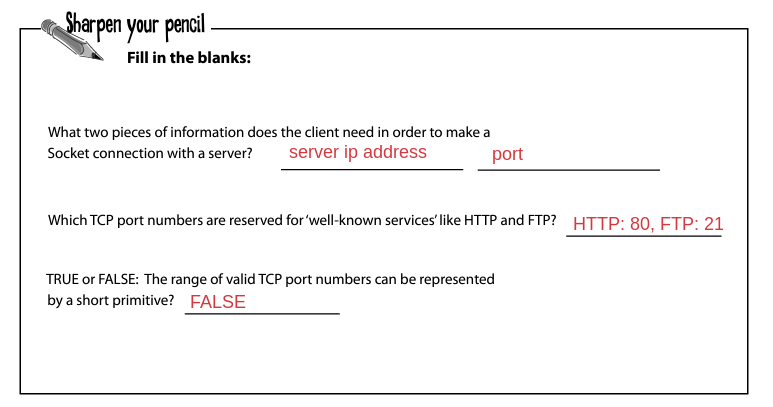 Sharpen your pencil
Fill in the blanks:
What two pieces of information does the client need in order to make a
Socket connection with a server? server ip address port
Which TCP port numbers are reserved for ‘well-known services’ like HTTP and FTP? HTTP: 80, FTP: 21
TRUE or FALSE: The range of valid TCP port numbers can be represented
by a short primitive? FALSE